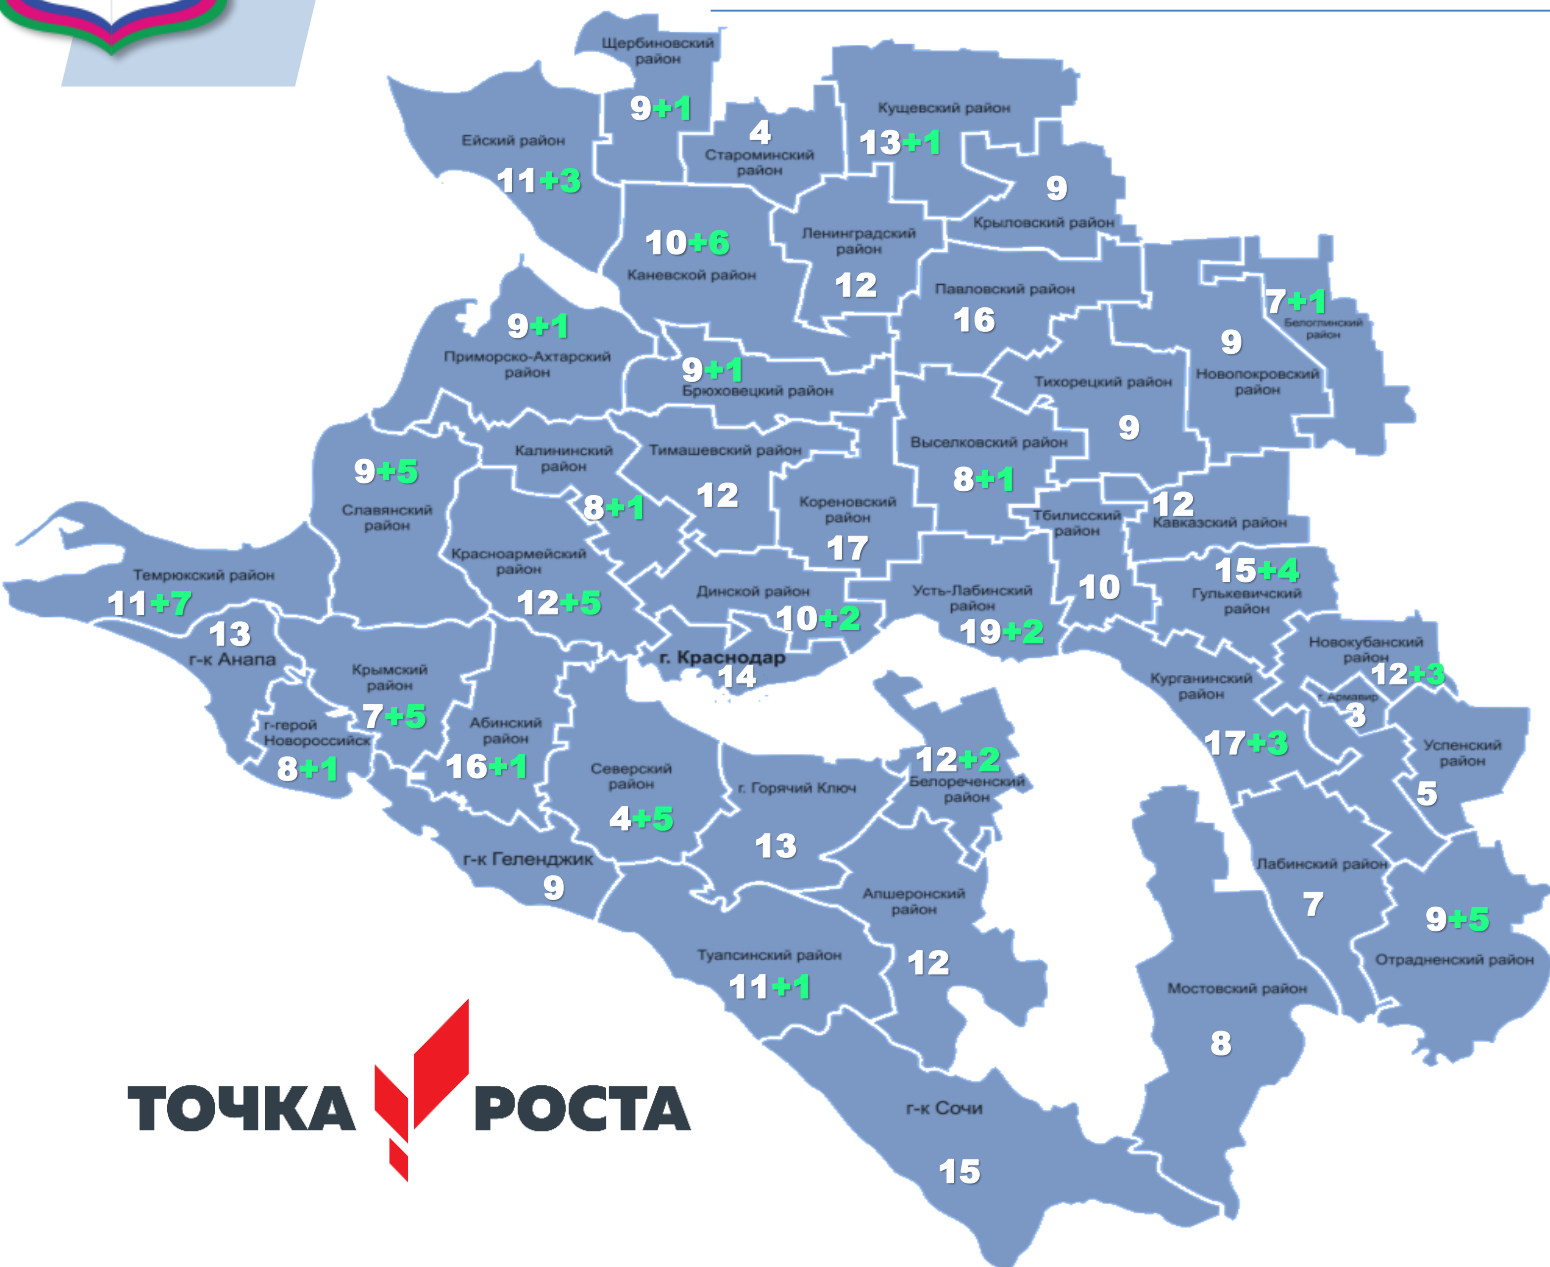 Щербиновский
район
9+1
Ейский район
11+3
4
Староминский
район
Кущевский район
13+1
9
Крыловский район
10+6
Каневской район
Ленинградский
район
12
Павловский район
16
7+1
Белоглинский
район
9
Новопокровский
район
9+1
Приморско-Ахтарский
район
9+1
Брюховецкий район
Тихорецкий район
9
Выселковский район
8+1
Калининский
район
8+1
Тимашевский район
12
9+5
Славянский
район
Кореновский
район
17
Тбилисский
район
10
12
Кавказский район
Красноармейский
район
12+5
Темрюкский район
11+7
Динской район
10+2
Усть-Лабинский
район
19+2
15+4
Гулькевичский
район
13
г-к Анапа
г. Краснодар
14
Новокубанский
район
12+3
Крымский
район
7+5
г. Армавир
3
Курганинский
район
17+3
г-герой
Новороссийск
8+1
Абинский
район
16+1
Северский
район
4+5
г. Горячий Ключ
13
12+2
Белореченский
район
Успенский
район
5
г-к Геленджик
9
Апшеронский
район
12
Лабинский район
7
9+5
Отрадненский район
Туапсинский район
11+1
Мостовский район
8
г-к Сочи
15
ТОЧКА РОСТА